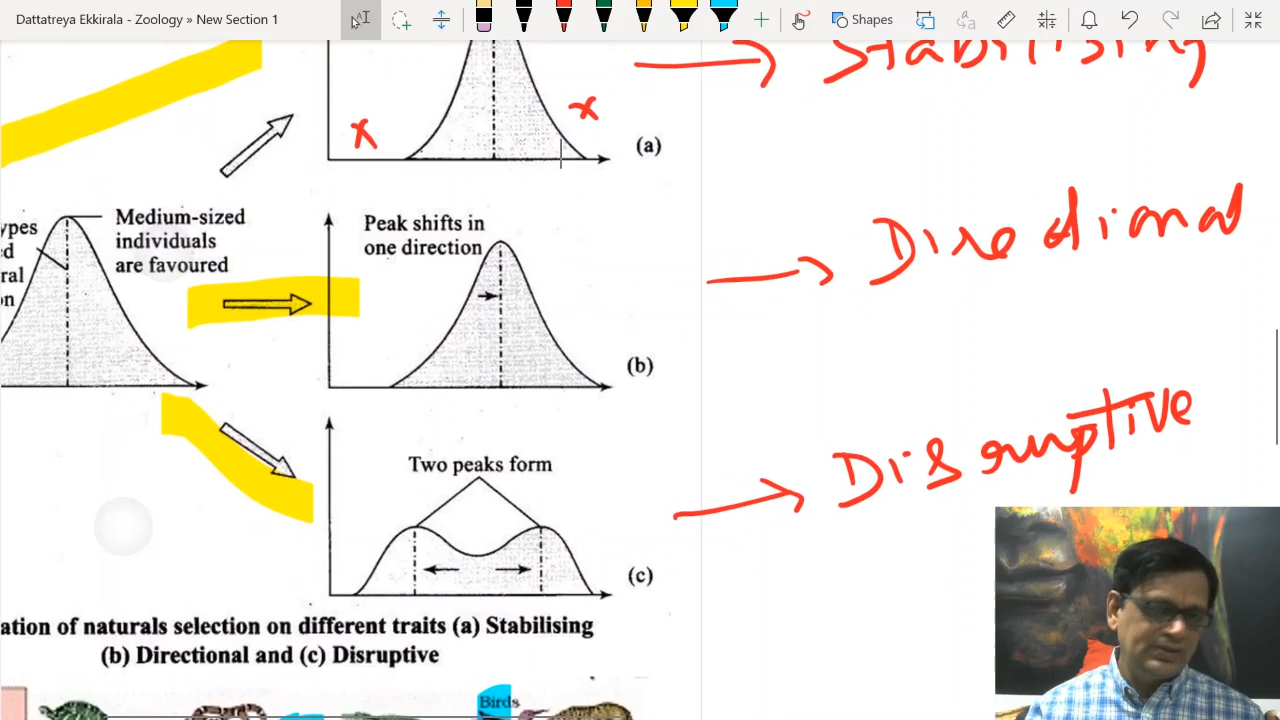 Dattatreya Ekkirala - Zoology » New Section 1
Shapes
Stabilising
x
x
(a)
Medium-sized
individuals
are favoured
Peak shifts in
one direction
(b)
Directional
Two peaks form
(c)
Disruptive
ation of naturals selection on different traits (a) Stabilising
(b) Directional and (c) Disruptive
Birds